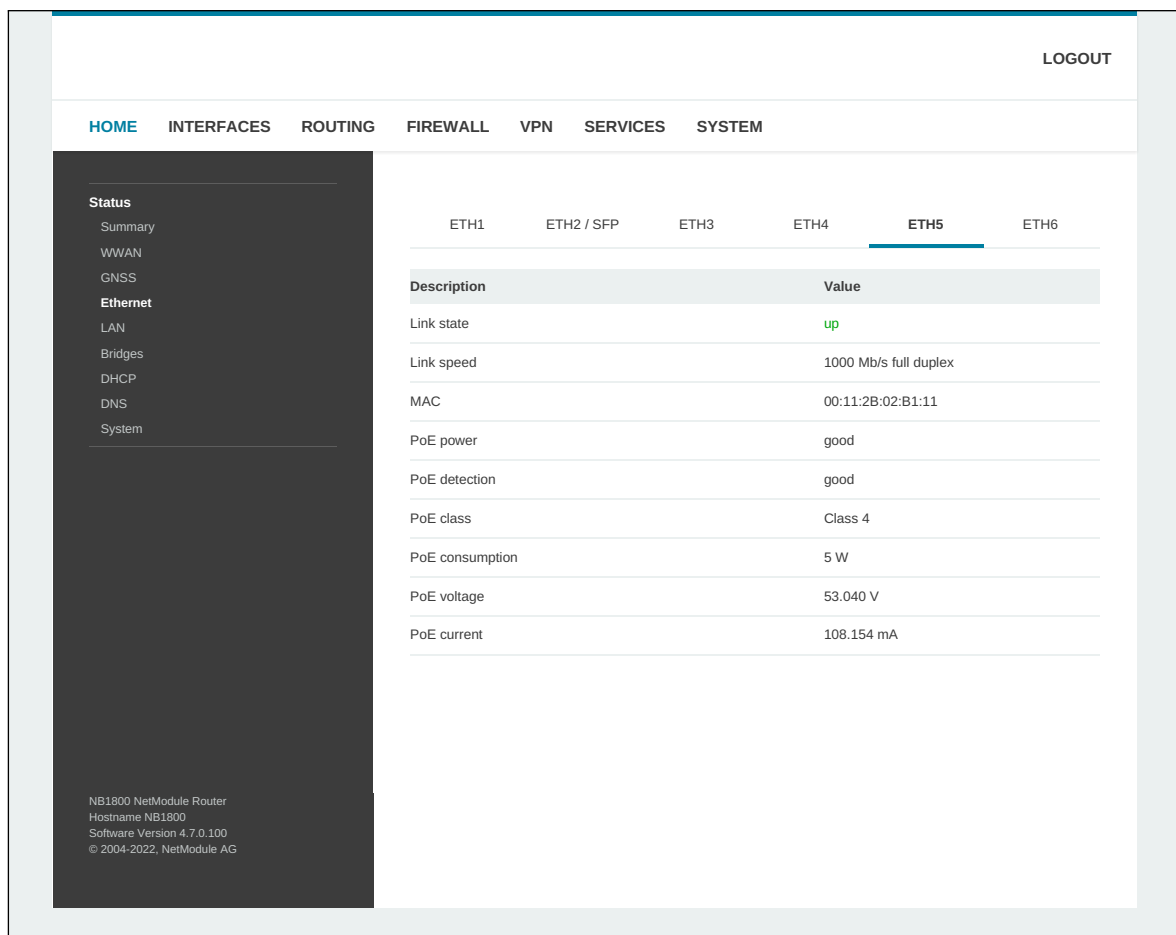 LOGOUT
HOME INTERFACES ROUTING FIREWALL VPN SERVICES SYSTEM
Status
Summary
WWAN
GNSS
Ethernet
LAN
Bridges
DHCP
DNS
System
NB1800 NetModule Router
Hostname NB1800
Software Version 4.7.0.100
© 2004-2022, NetModule AG
ETH1 ETH2 / SFP ETH3 ETH4 ETH5 ETH6
Description Value
Link state up
Link speed 1000 Mb/s full duplex
MAC 00:11:2B:02:B1:11
PoE power good
PoE detection good
PoE class Class 4
PoE consumption 5 W
PoE voltage 53.040 V
PoE current 108.154 mA